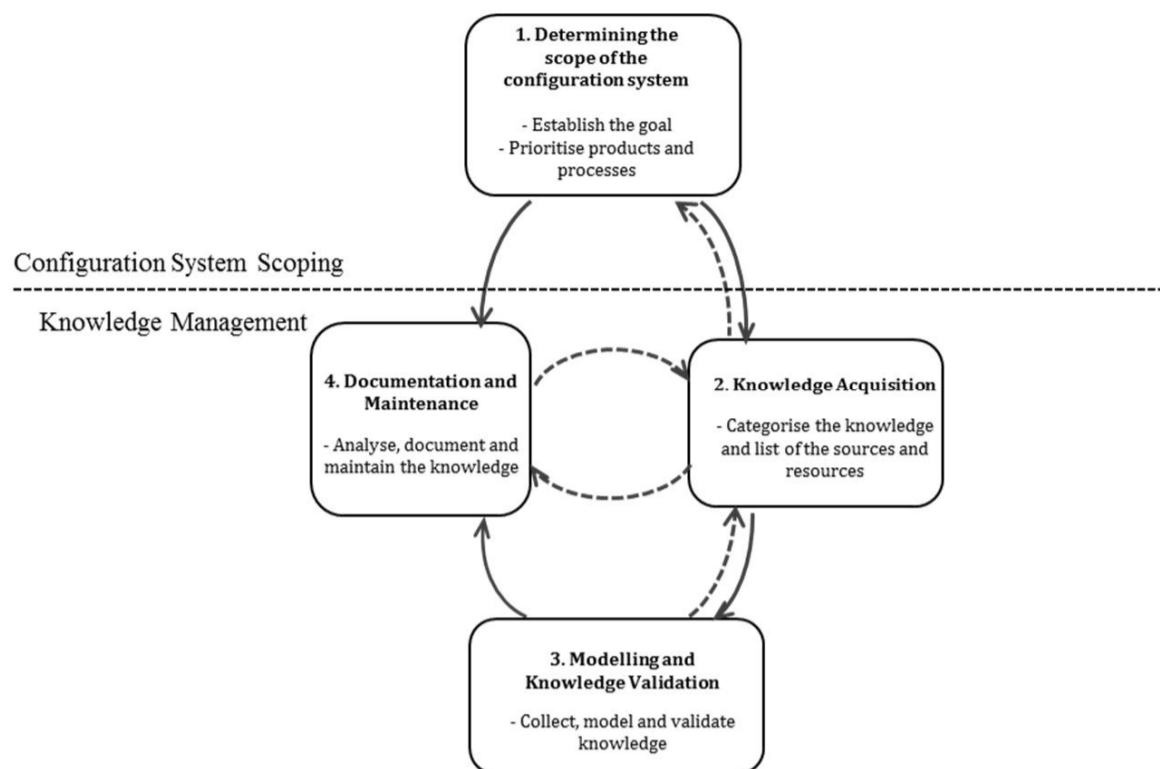 1. Determining the
scope of the
configuration system
- Establish the goal
- Prioritise products and
processes
Configuration System Scoping
Knowledge Management
4. Documentation and
Maintenance
- Analyse, document and
maintain the knowledge
2. Knowledge Acquisition
- Categorise the knowledge
and list of the sources and
resources
3. Modelling and
Knowledge Validation
- Collect, model and validate
knowledge